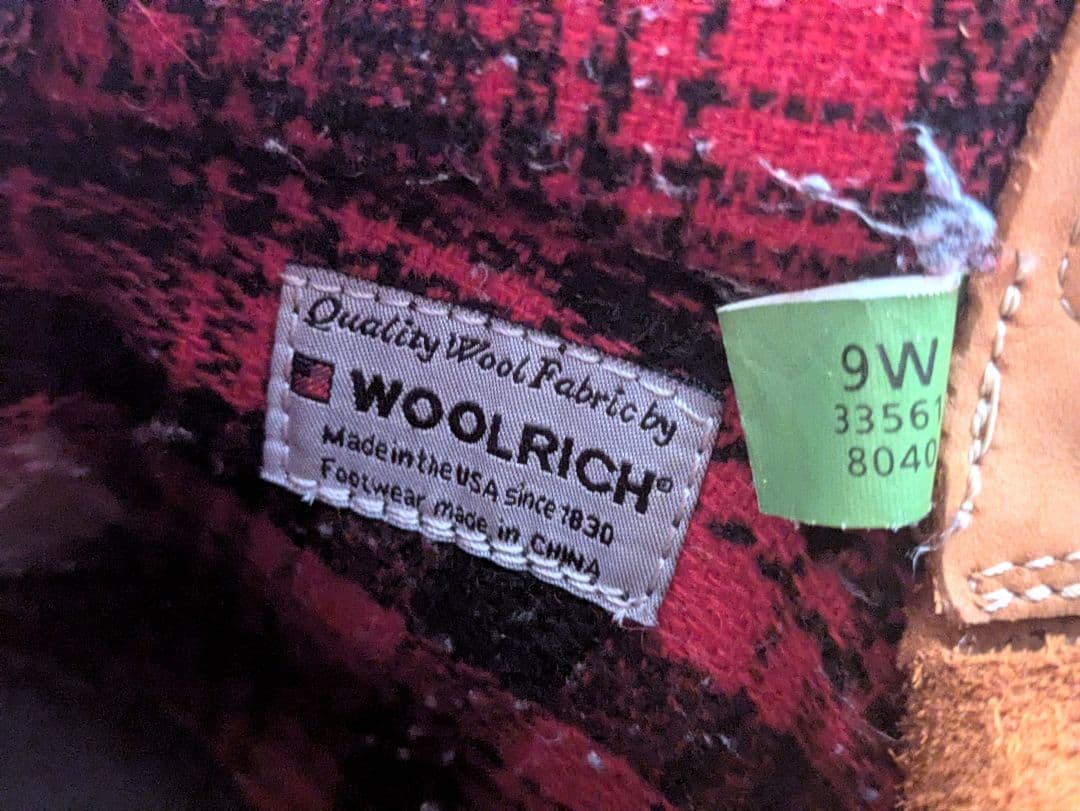 Quality Wool Fabric by
WOOLRICH®
Made in the USA since 1830
Footwear made in CHINA
9W
33561
8040